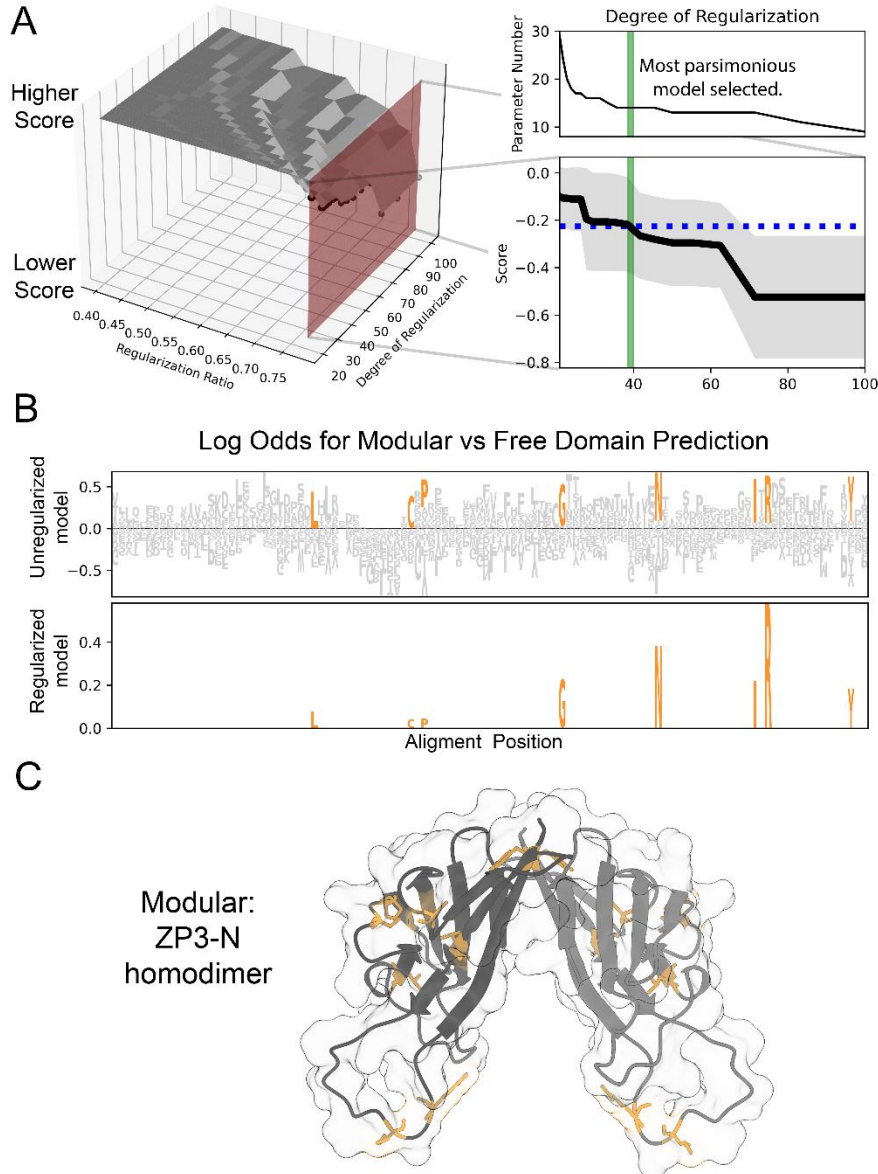 A
Higher
Score
Lower
Score
0.40
0.45
0.50
0.55
0.60
0.65
0.70
0.75
Regularization Ratio
20
30
40
50
60
70
80
90
100
Degree of Regularization
Degree of Regularization
Parameter Number
30
20
10
Most parsimonious
model selected.
Score
0.0
−0.2
−0.4
−0.6
−0.8
40
60
80
100
B
Log Odds for Modular vs Free Domain Prediction
Unregularized
model
0.5
0.0
−0.5
L C P G N I R Y
Regularized
model
0.4
0.2
0.0
L C P G N I R Y
Aligment Position
C
Modular:
ZP3-N
homodimer